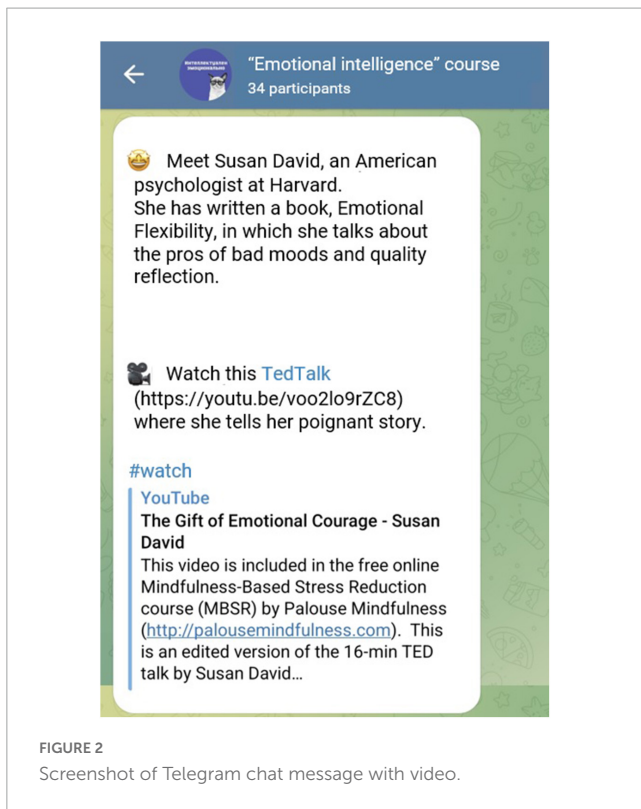 интеллектуален
эмоционально
“Emotional intelligence” course
34 participants
Meet Susan David, an American
psychologist at Harvard.
She has written a book, Emotional
Flexibility, in which she talks about
the pros of bad moods and quality
reflection.
Watch this TedTalk
(https://youtu.be/voo2lo9rZC8)
where she tells her poignant story.
#watch
YouTube
The Gift of Emotional Courage - Susan
David
This video is included in the free online
Mindfulness-Based Stress Reduction
course (MBSR) by Palouse Mindfulness
(http://palousemindfulness.com). This
is an edited version of the 16-min TED
talk by Susan David...
FIGURE 2
Screenshot of Telegram chat message with video.